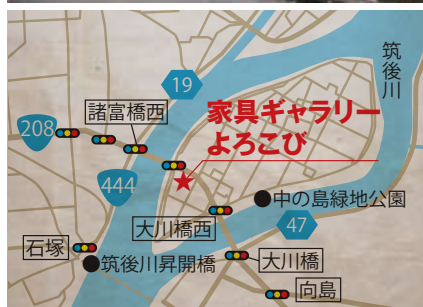 筑後川
19
諸富橋西
家具ギャラリー
よろこび
208
444
中の島緑地公園
大川橋西
47
石塚
筑後川昇開橋
大川橋
向島